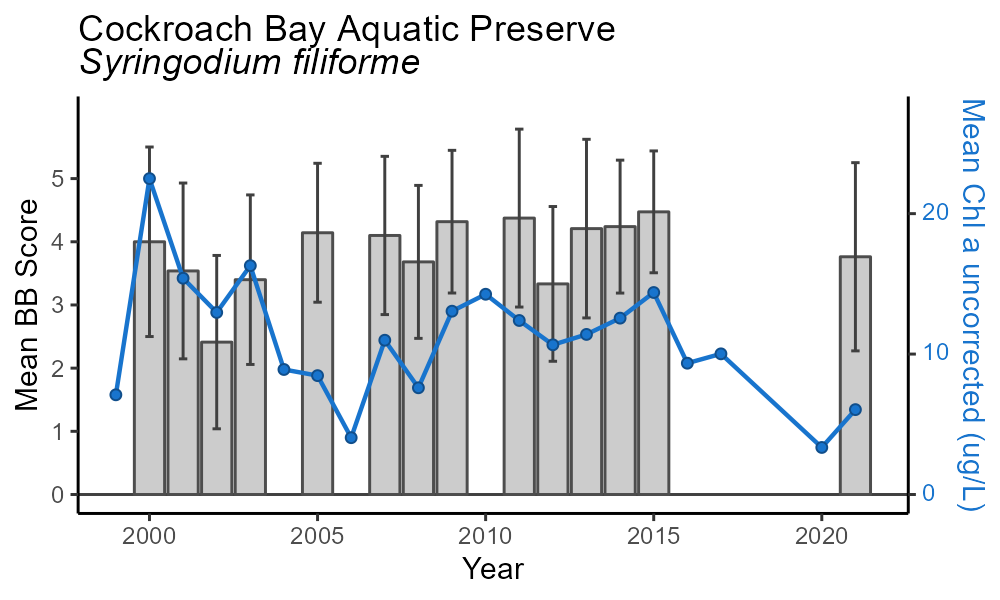 Cockroach Bay Aquatic Preserve
Syringodium filiforme
Mean BB Score
5
4
3
2
1
0
20
10
0
Mean Chl a uncorrected (ug/L)
2000 2005 2010 2015 2020
Year